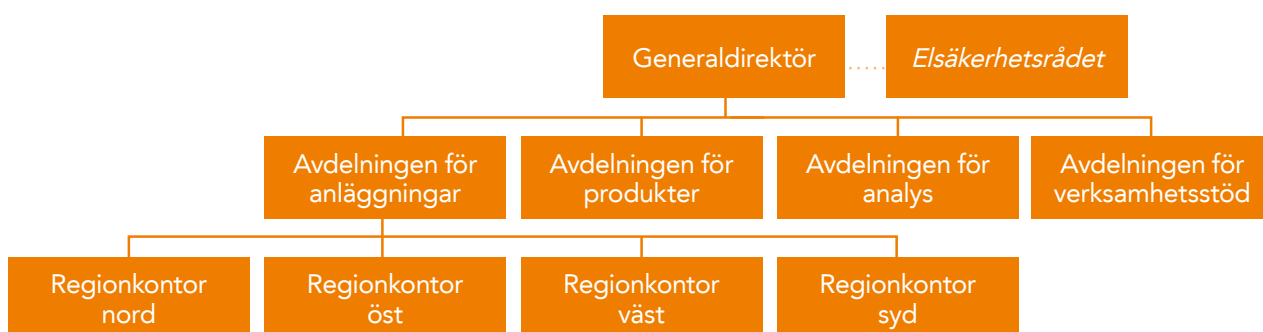 Generaldirektör
Elsäkerhetsrådet
Avdelningen för
anläggningar
Avdelningen för
produkter
Avdelningen för
analys
Avdelningen för
verksamhetsstöd
Regionkontor
nord
Regionkontor
öst
Regionkontor
väst
Regionkontor
syd